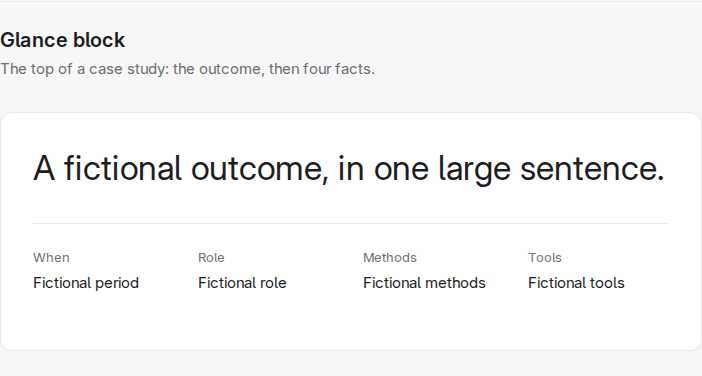 Glance block
The top of a case study: the outcome, then four facts.
A fictional outcome, in one large sentence.
When Role Methods Tools
Fictional period Fictional role Fictional methods Fictional tools